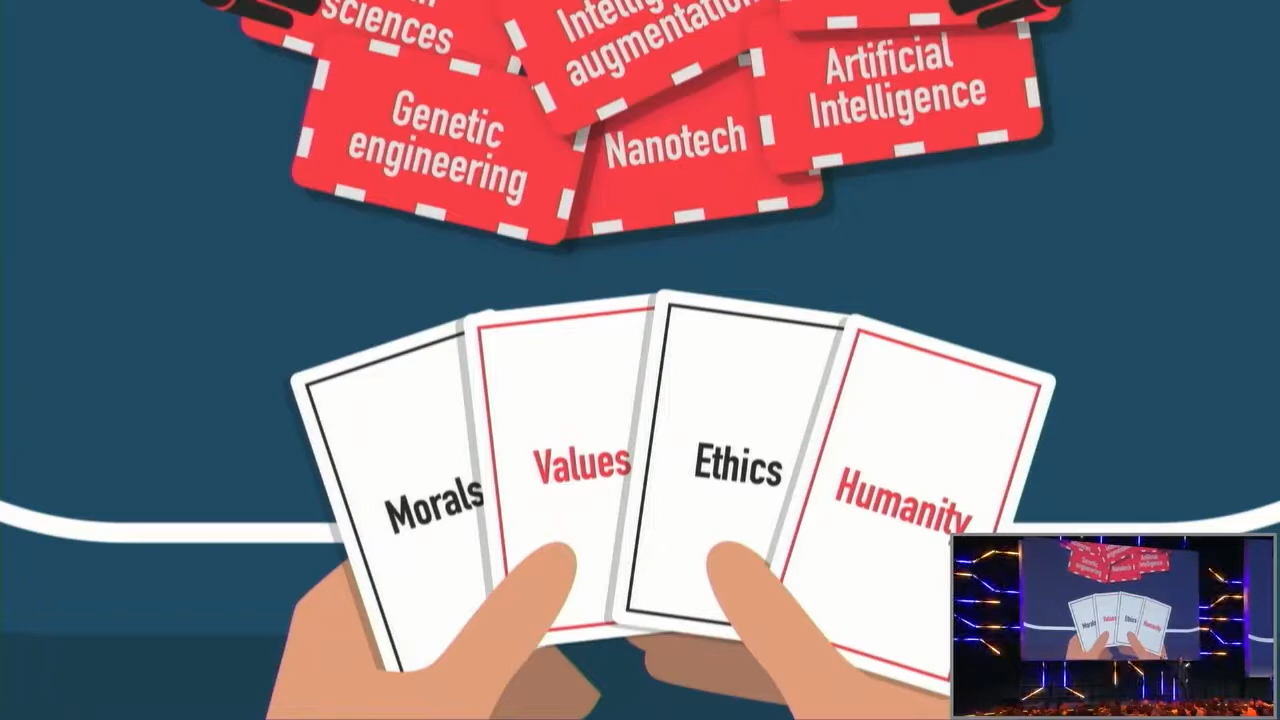 sciences
augmentation
Artificial
Intelligence
Genetic
engineering
Nanotech
Morals
Values
Ethics
Humanity